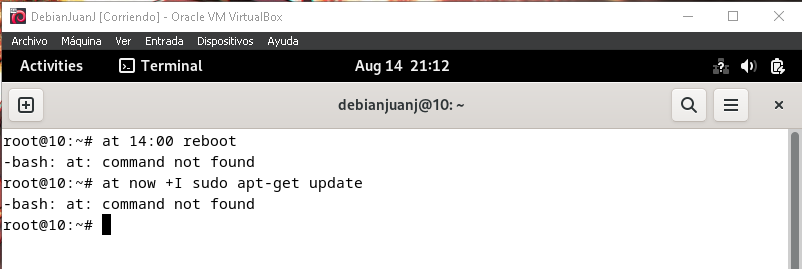 DebianJuanJ [Corriendo] - Oracle VM VirtualBox
Archivo Máquina Ver Entrada Dispositivos Ayuda
Activities Terminal Aug 14 21:12
debianjuanj@10: ~
root@10:~# at 14:00 reboot
-bash: at: command not found
root@10:~# at now +I sudo apt-get update
-bash: at: command not found
root@10:~#